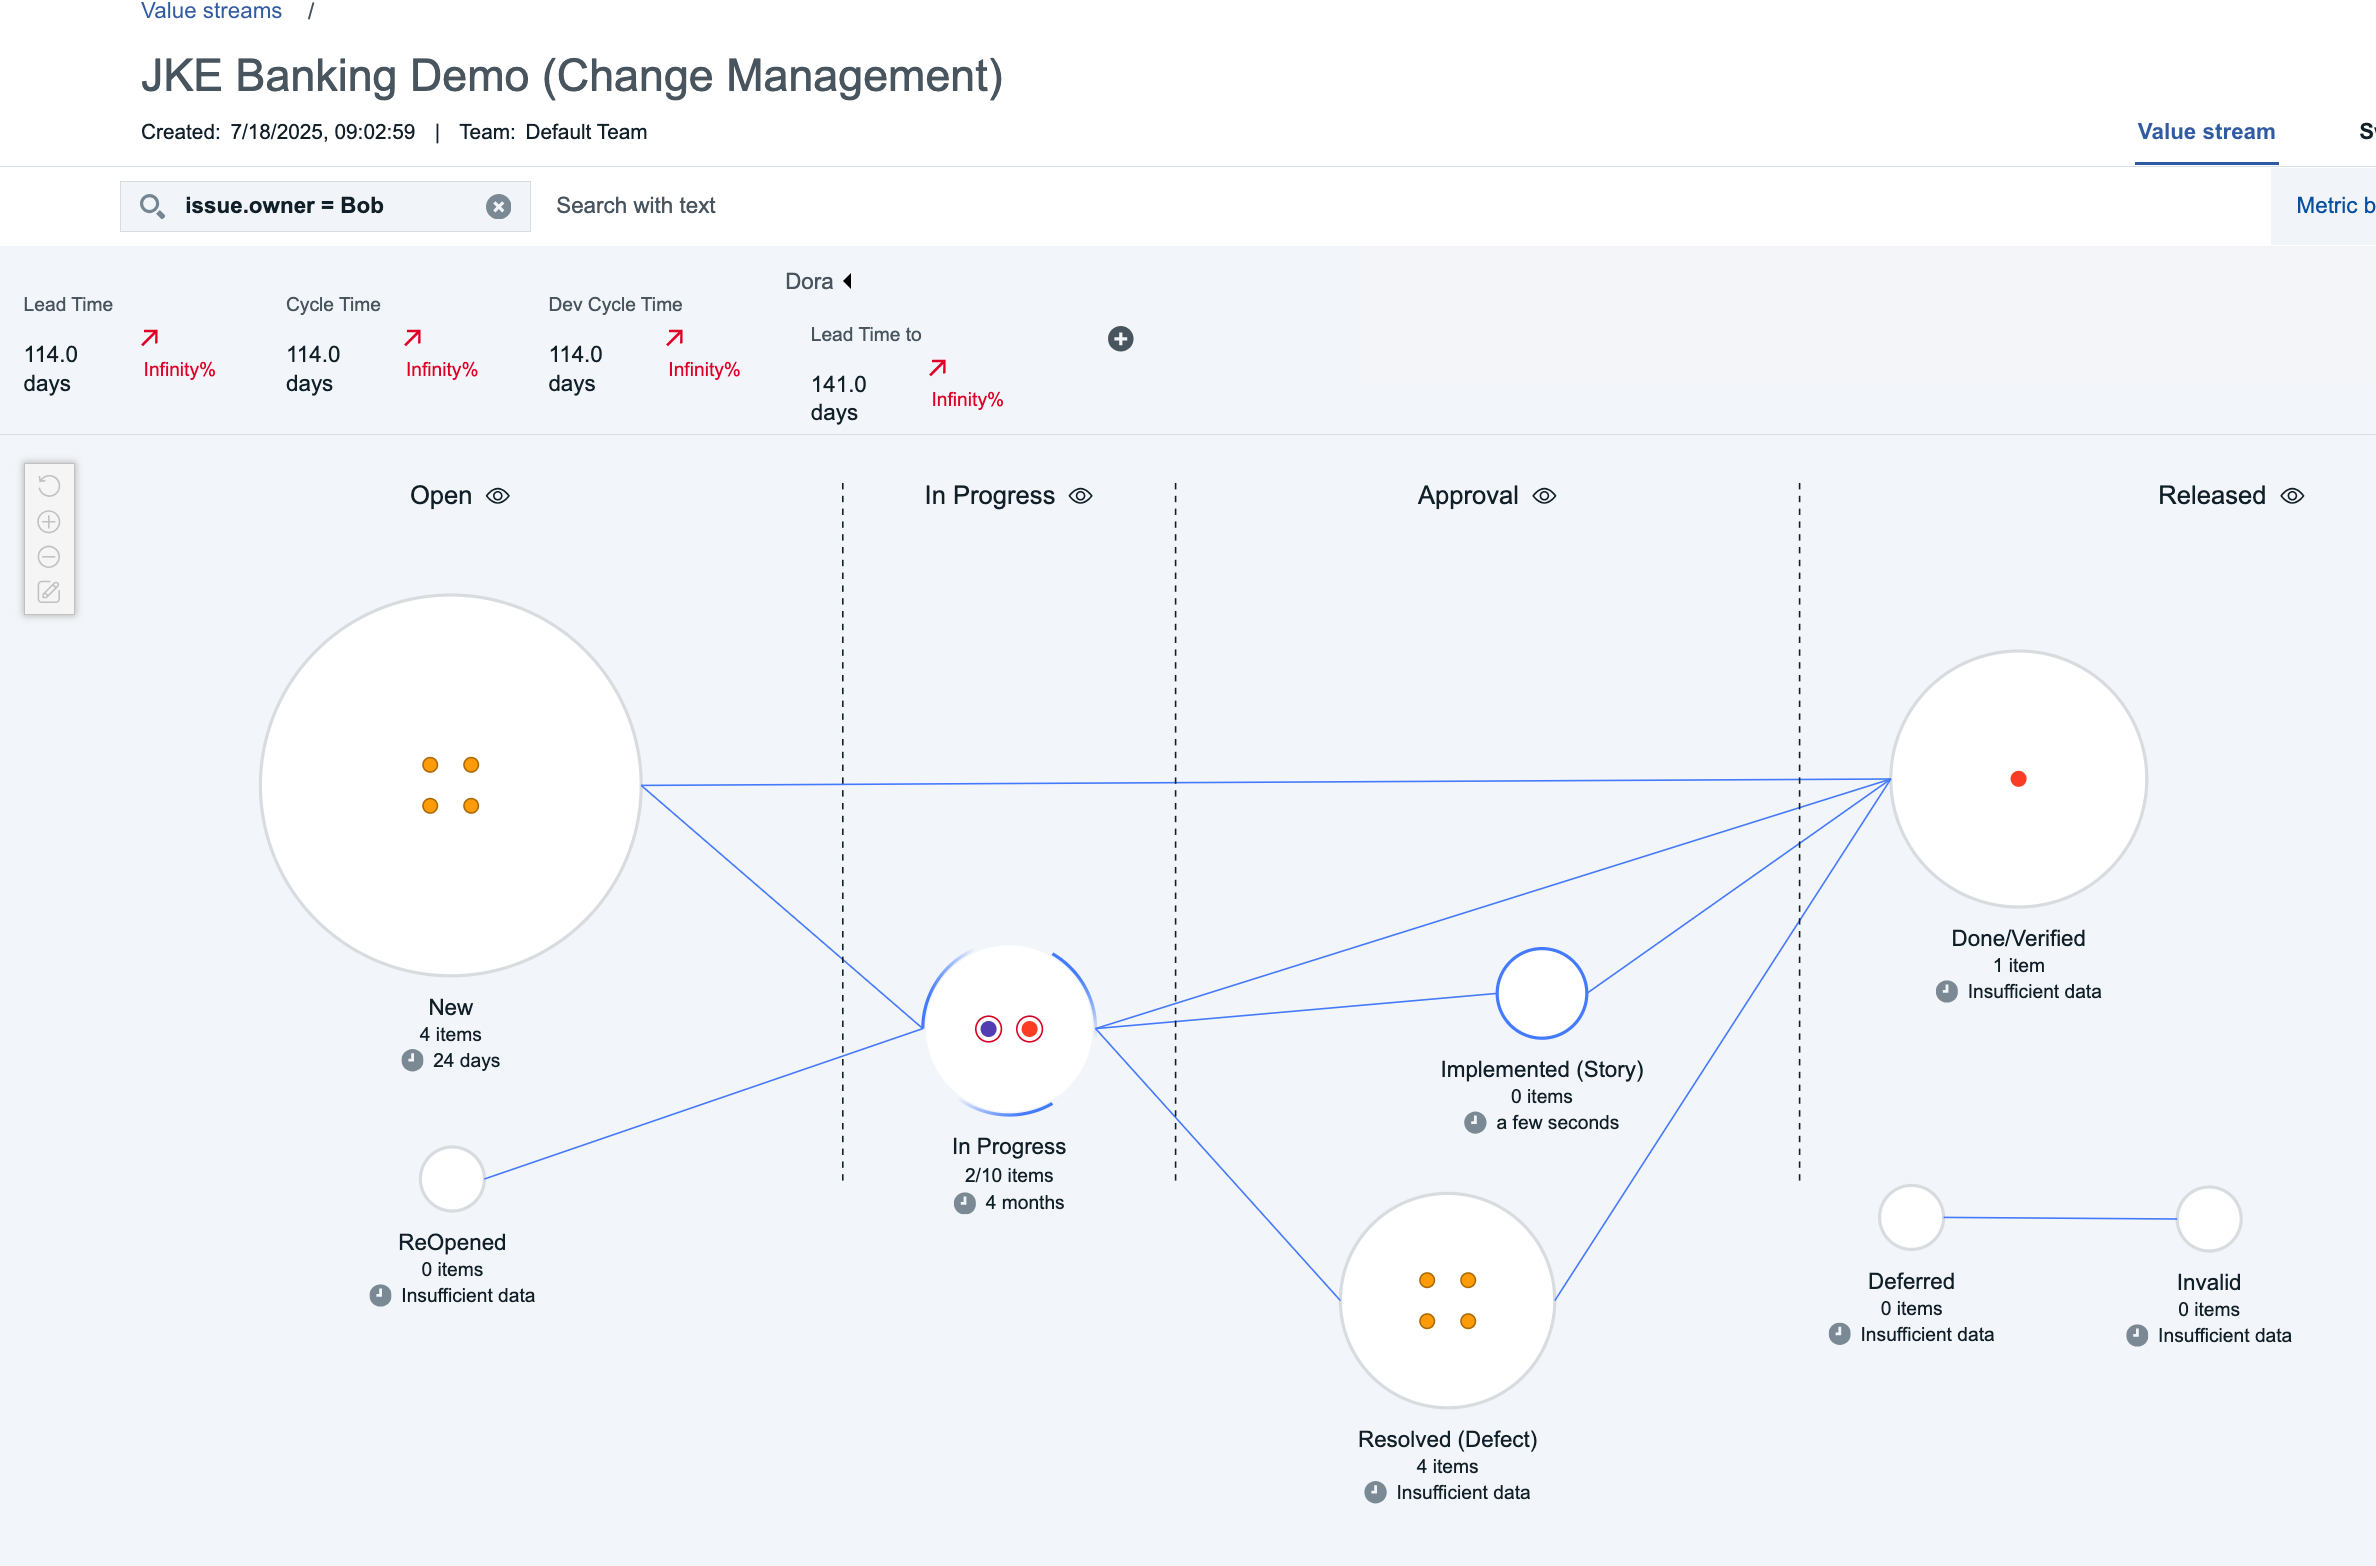 Value streams /
JKE Banking Demo (Change Management)
Created: 7/18/2025, 09:02:59 | Team: Default Team
Value stream
issue.owner = Bob
Search with text
Metric b
Dora
Lead Time
114.0
days
Infinity%
Cycle Time
114.0
days
Infinity%
Dev Cycle Time
114.0
days
Infinity%
Lead Time to
141.0
days
Infinity%
Open
In Progress
Approval
Released
New
4 items
24 days
ReOpened
0 items
Insufficient data
In Progress
2/10 items
4 months
Implemented (Story)
0 items
a few seconds
Resolved (Defect)
4 items
Insufficient data
Done/Verified
1 item
Insufficient data
Deferred
0 items
Insufficient data
Invalid
0 items
Insufficient data